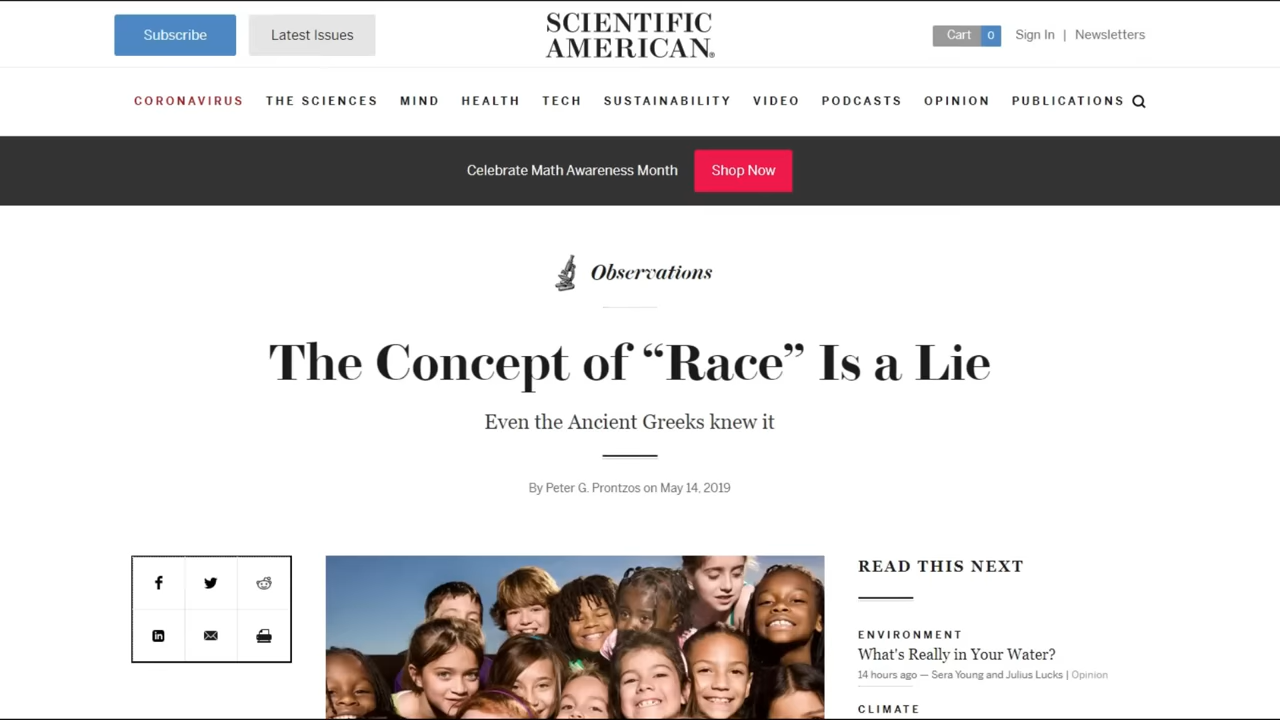 Subscribe
Latest Issues
SCIENTIFIC
AMERICAN®
Cart 0
Sign In | Newsletters
CORONAVIRUS THE SCIENCES MIND HEALTH TECH SUSTAINABILITY VIDEO PODCASTS OPINION PUBLICATIONS
Celebrate Math Awareness Month
Shop Now
Observations
The Concept of “Race” Is a Lie
Even the Ancient Greeks knew it
By Peter G. Prontzos on May 14, 2019
READ THIS NEXT
ENVIRONMENT
What's Really in Your Water?
14 hours ago — Sera Young and Julius Lucks | Opinion
CLIMATE